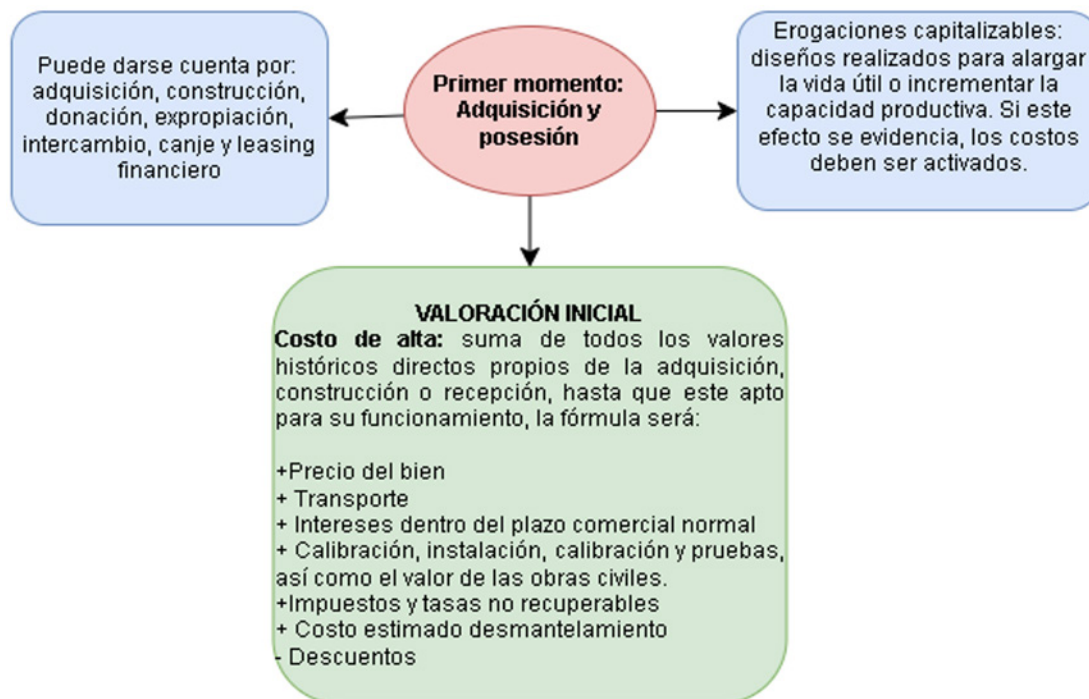 Puede darse cuenta por:
adquisición, construcción,
donación, expropiación,
intercambio, canje y leasing
financiero
Primer momento:
Adquisición y
posesión
Erogaciones capitalizables:
diseños realizados para alargar
la vida útil o incrementar la
capacidad productiva. Si este
efecto se evidencia, los costos
deben ser activados.
VALORACIÓN INICIAL
Costo de alta: suma de todos los valores
históricos directos propios de la adquisición,
construcción o recepción, hasta que este apto
para su funcionamiento, la fórmula será:
+Precio del bien
+ Transporte
+ Intereses dentro del plazo comercial normal
+ Calibración, instalación, calibración y pruebas,
así como el valor de las obras civiles.
+Impuestos y tasas no recuperables
+ Costo estimado desmantelamiento
- Descuentos